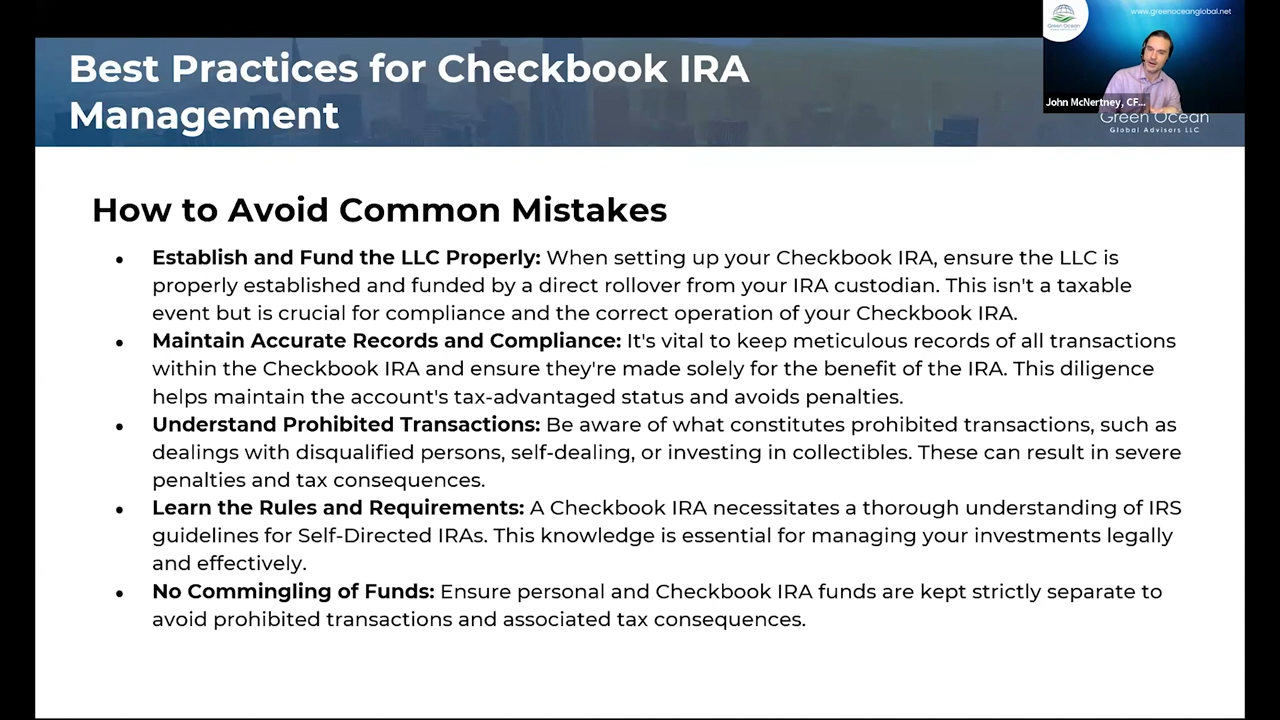 www.greenoceanglobal.net
Green Ocean
John McNertney, CF...
Green Ocean
Global Advisors LLC
Best Practices for Checkbook IRA
Management
How to Avoid Common Mistakes
• Establish and Fund the LLC Properly: When setting up your Checkbook IRA, ensure the LLC is
properly established and funded by a direct rollover from your IRA custodian. This isn't a taxable
event but is crucial for compliance and the correct operation of your Checkbook IRA.
• Maintain Accurate Records and Compliance: It's vital to keep meticulous records of all transactions
within the Checkbook IRA and ensure they're made solely for the benefit of the IRA. This diligence
helps maintain the account's tax-advantaged status and avoids penalties.
• Understand Prohibited Transactions: Be aware of what constitutes prohibited transactions, such as
dealings with disqualified persons, self-dealing, or investing in collectibles. These can result in severe
penalties and tax consequences.
• Learn the Rules and Requirements: A Checkbook IRA necessitates a thorough understanding of IRS
guidelines for Self-Directed IRAs. This knowledge is essential for managing your investments legally
and effectively.
• No Commingling of Funds: Ensure personal and Checkbook IRA funds are kept strictly separate to
avoid prohibited transactions and associated tax consequences.